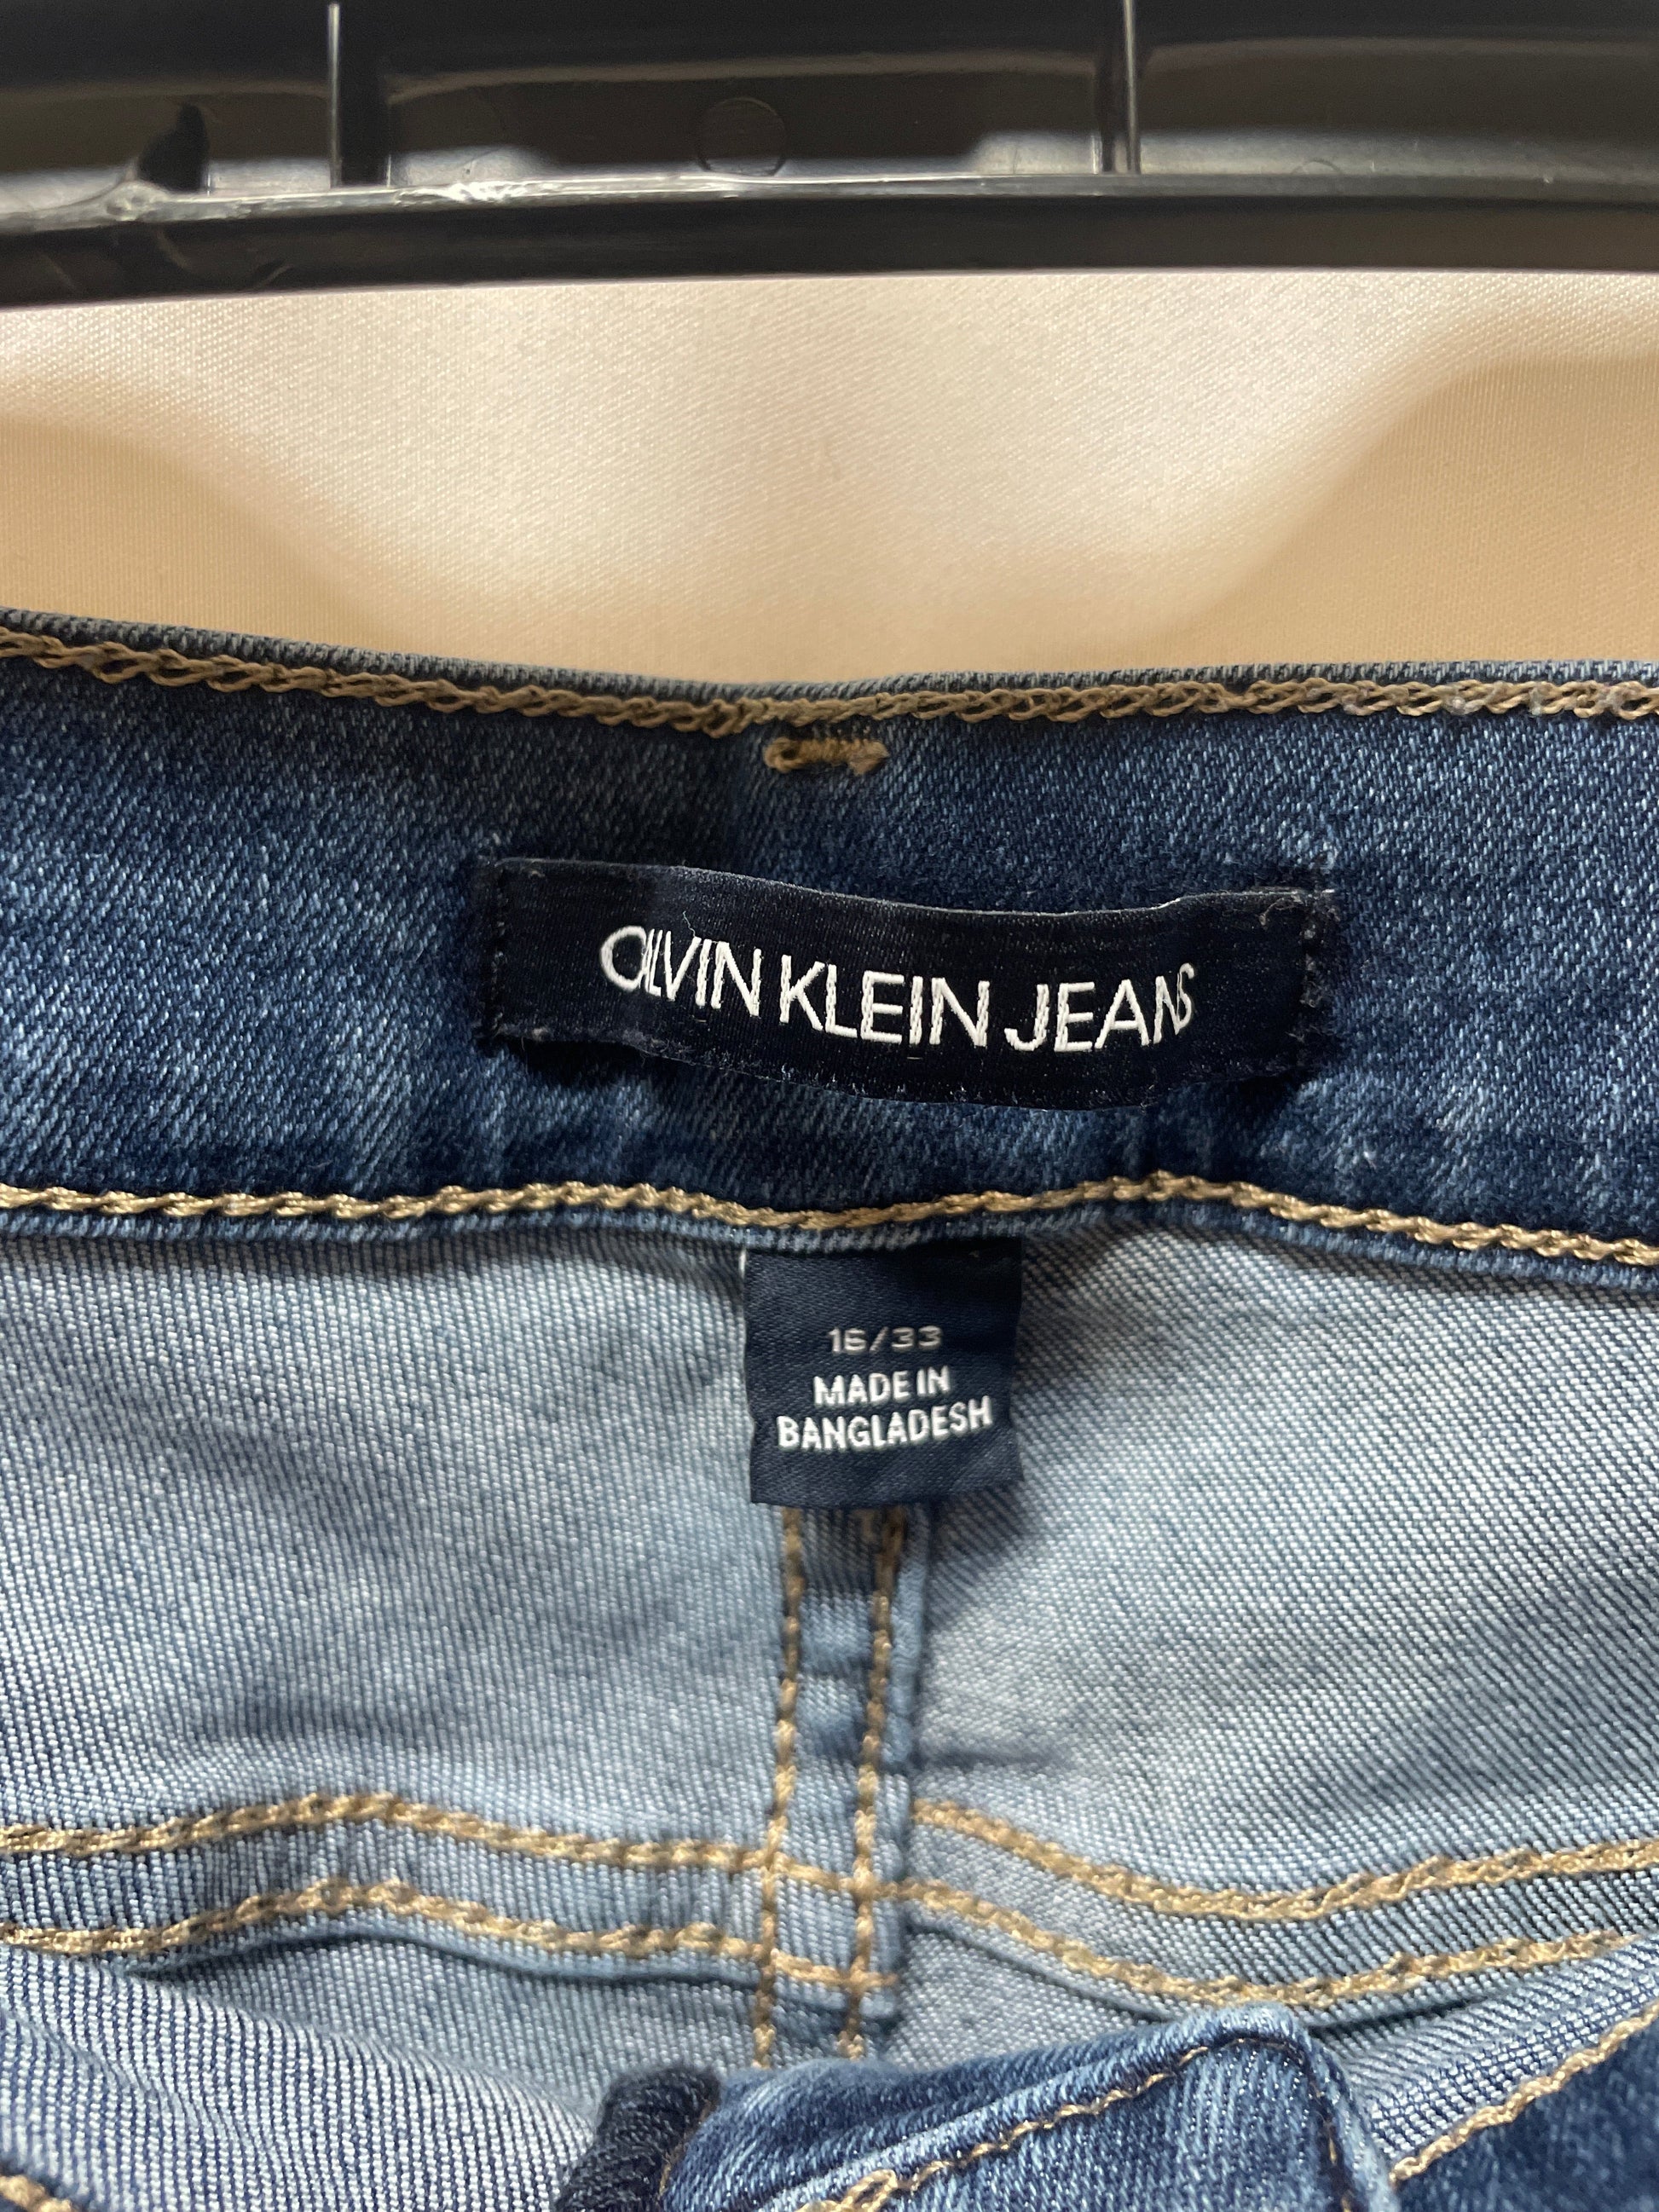 CALVIN KLEIN JEANS
16/33
MADE IN
BANGLADESH